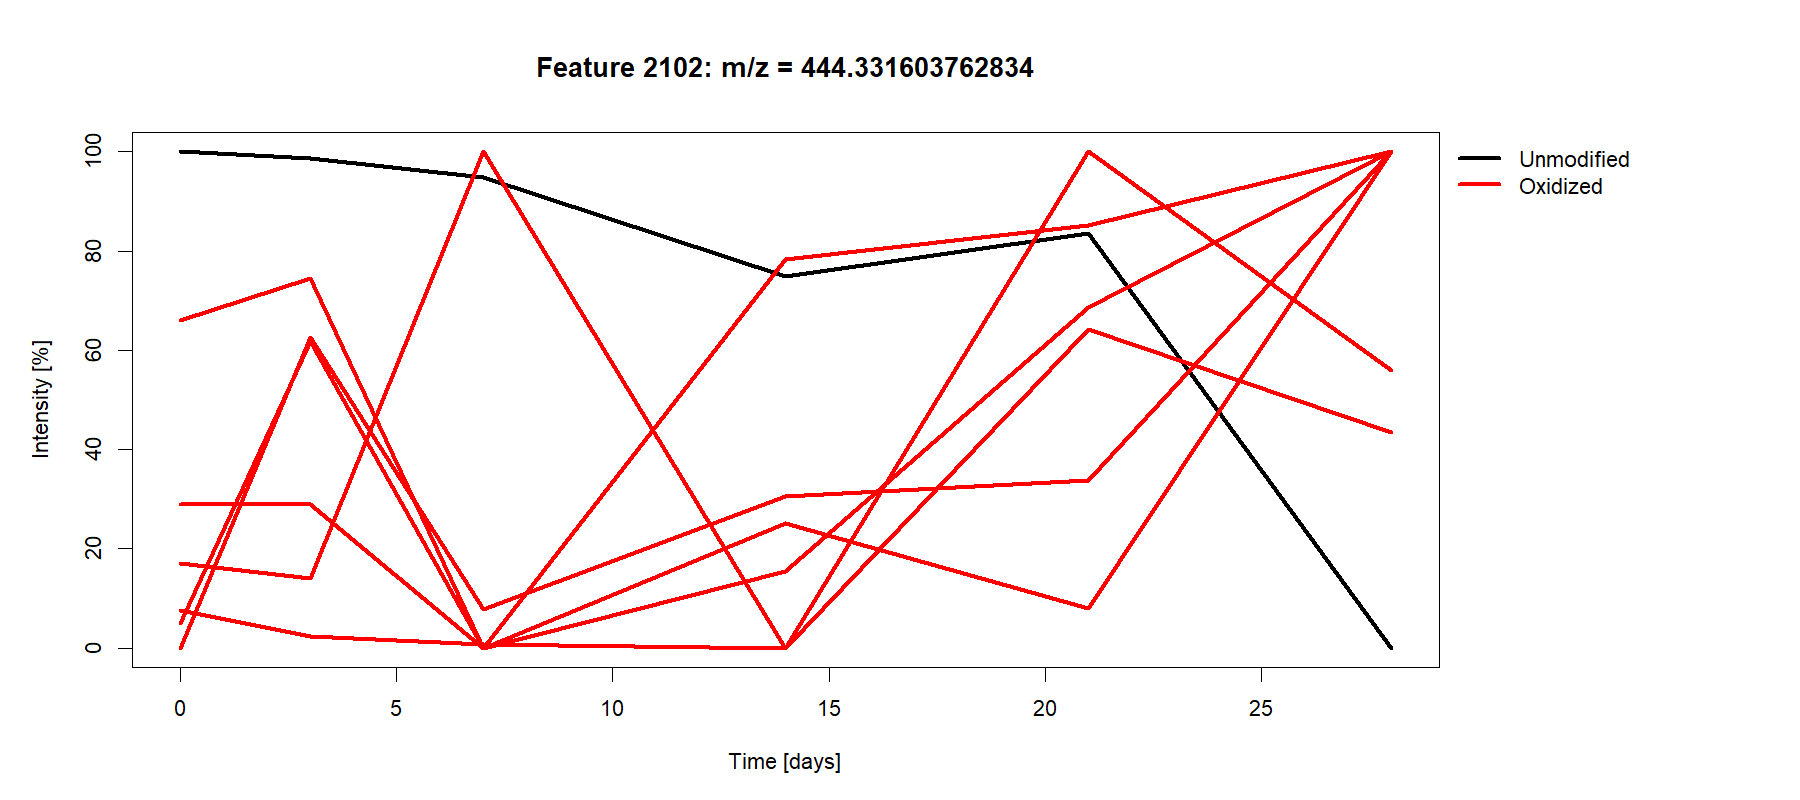 Feature 2102: m/z = 444.331603762834
Unmodified
Oxidized
Intensity [%]
100
80
60
40
20
0
0 5 10 15 20 25
Time [days]